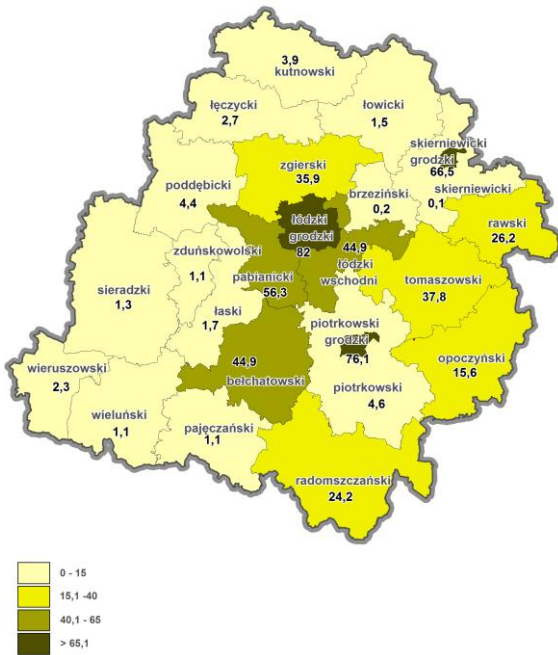 3,9
kutnowski
łęczycki
2,7
łowicki
1,5
skierniewicki
grodzki
66,5
zgierski
35,9
poddębicki
4,4
brzeziński
0,2
skierniewicki
0,1
rawski
26,2
łódzki
grodzki
82
zduńskowolski
1,1
44,9
łódzki
wschodni
pabianicki
56,3
tomaszowski
37,8
sieradzki
1,3
łaski
1,7
piotrkowski
grodzki
76,1
opoczyński
15,6
44,9
bełchatowski
wieruszowski
2,3
piotrkowski
4,6
wieluński
1,1
pajęczański
1,1
radomszczański
24,2
0 - 15
15,1 -40
40,1 - 65
> 65,1